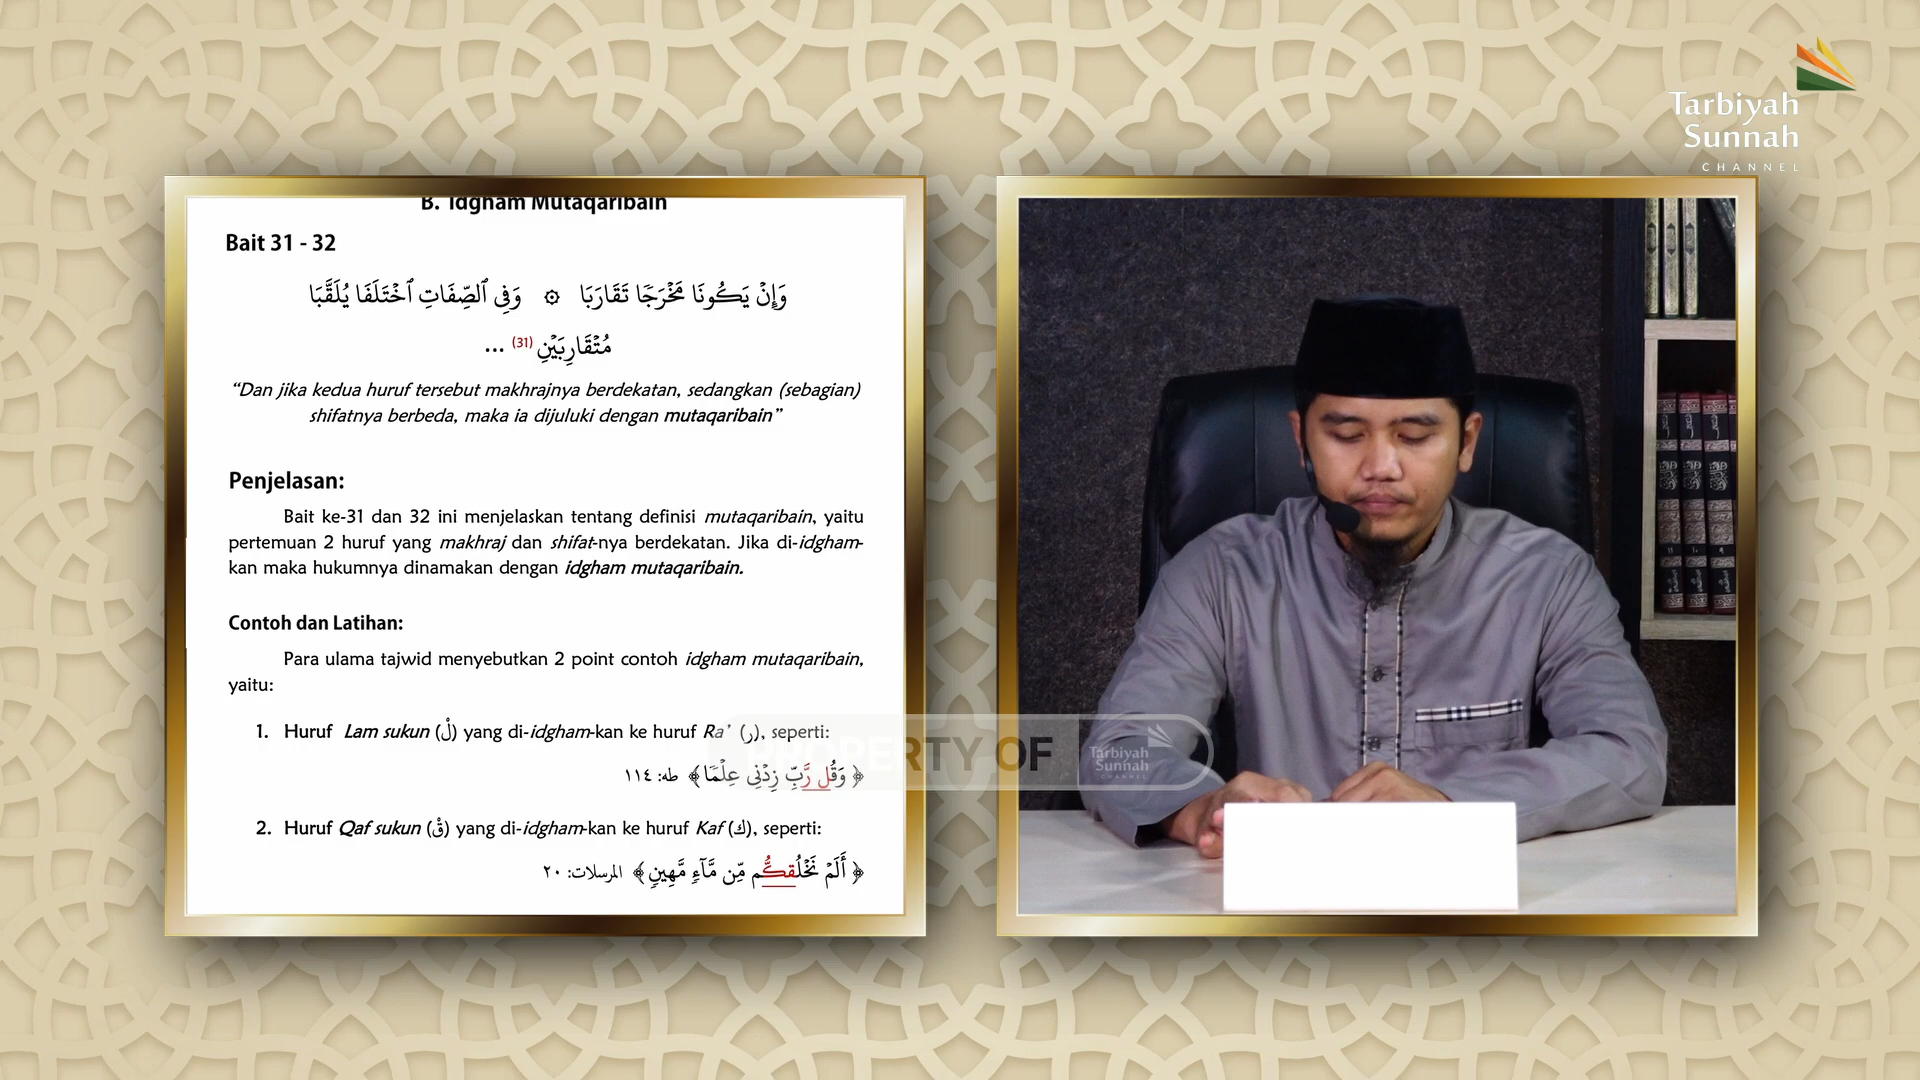 Tarbiyah
Sunnah
CHANNEL
B. Idgham Mutaqaribain
Bait 31 - 32
وَإِنْ يَكُونَا مَخْرَجًا تَقَارَبَا ۞ وَفِي ٱلصِّفَاتِ ٱخْتَلَفَا يُلَقَّبَا
مُتْقَارِبَيْنِ (31) ...
“Dan jika kedua huruf tersebut makhrajnya berdekatan, sedangkan (sebagian)
shifatnya berbeda, maka ia dijuluki dengan mutaqaribain”
Penjelasan:
Bait ke-31 dan 32 ini menjelaskan tentang definisi mutaqaribain, yaitu
pertemuan 2 huruf yang makhraj dan shifat-nya berdekatan. Jika di-idgham-
kan maka hukumnya dinamakan dengan idgham mutaqaribain.
Contoh dan Latihan:
Para ulama tajwid menyebutkan 2 point contoh idgham mutaqaribain,
yaitu:
1. Huruf Lam sukun (لْ) yang di-idgham-kan ke huruf Ra’ (ر), seperti:
﴿ وَقُل رَّبِّ زِدْنِي عِلْمًا ﴾ طه: ١١٤
2. Huruf Qaf sukun (قْ) yang di-idgham-kan ke huruf Kaf (ك), seperti:
﴿ أَلَمْ نَخْلُقكُّم مِّن مَّآءٍ مَّهِينٍ ﴾ المرسلات: ٢٠
PROPERTY OF
Tarbiyah
Sunnah
CHANNEL